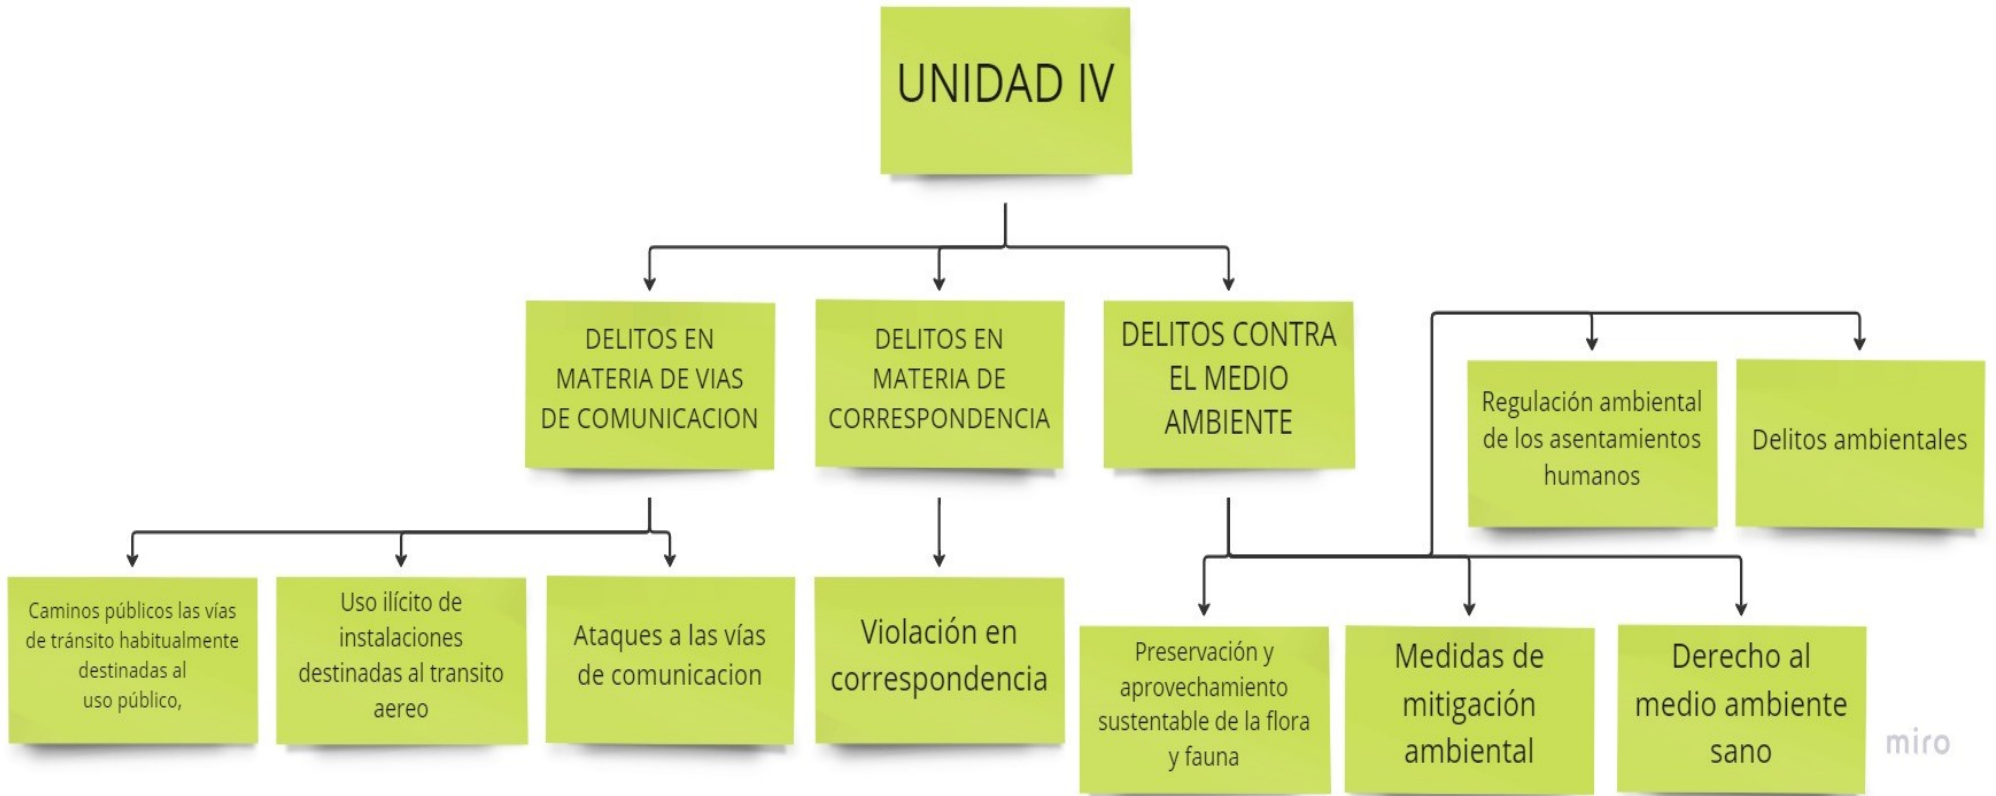 UNIDAD IV
DELITOS EN
MATERIA DE VIAS
DE COMUNICACION
DELITOS EN
MATERIA DE
CORRESPONDENCIA
DELITOS CONTRA
EL MEDIO
AMBIENTE
Regulación ambiental
de los asentamientos
humanos
Delitos ambientales
Caminos públicos las vías
de tránsito habitualmente
destinadas al
uso público,
Uso ilícito de
instalaciones
destinadas al transito
aereo
Ataques a las vías
de comunicacion
Violación en
correspondencia
Preservación y
aprovechamiento
sustentable de la flora
y fauna
Medidas de
mitigación
ambiental
Derecho al
medio ambiente
sano
miro